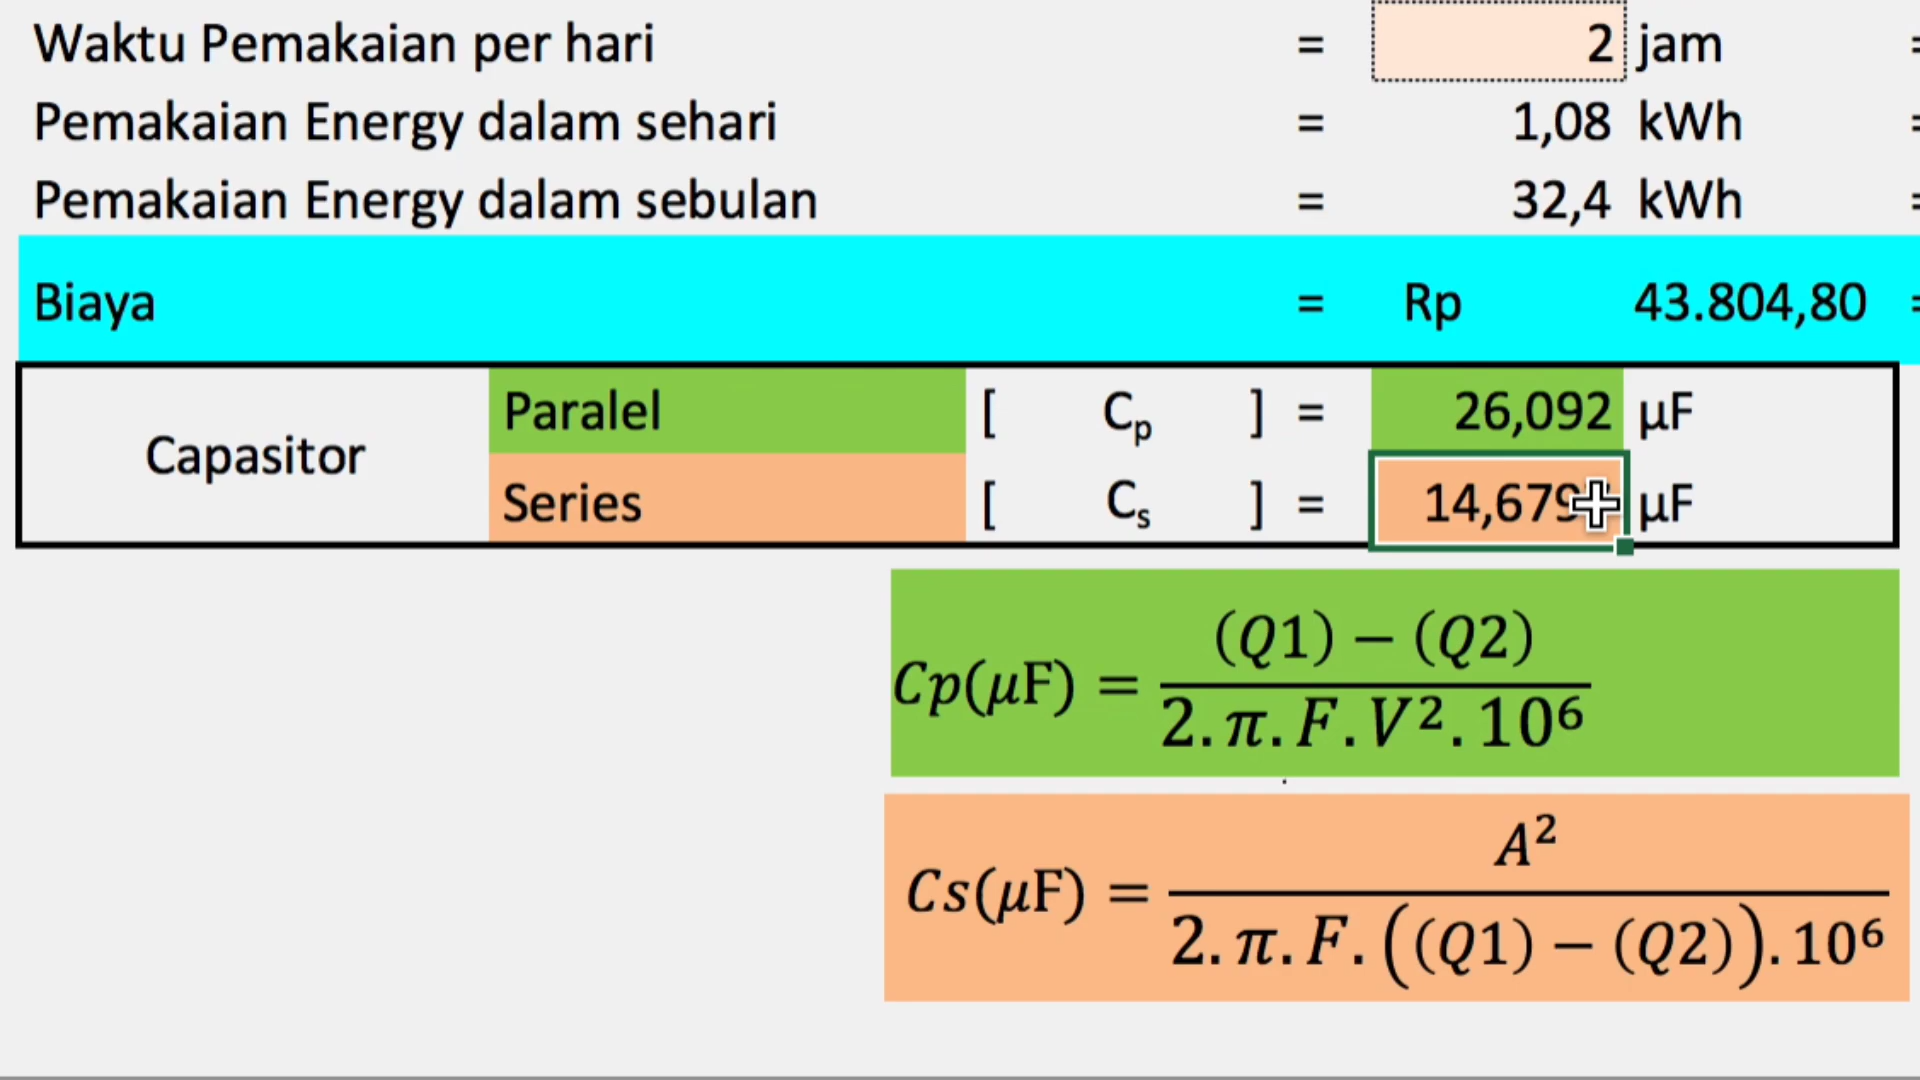 Waktu Pemakaian per hari = 2 jam =
Pemakaian Energy dalam sehari = 1,08 kWh =
Pemakaian Energy dalam sebulan = 32,4 kWh =
Biaya = Rp 43.804,80 =
Capasitor
Paralel [ Cₚ ] = 26,092 µF
Series [ Cₛ ] = µF
Cp(µF) = (Q1) − (Q2) / 2.π.F.V².10⁶
Cs(µF) = A² / 2.π.F.((Q1) − (Q2)).10⁶